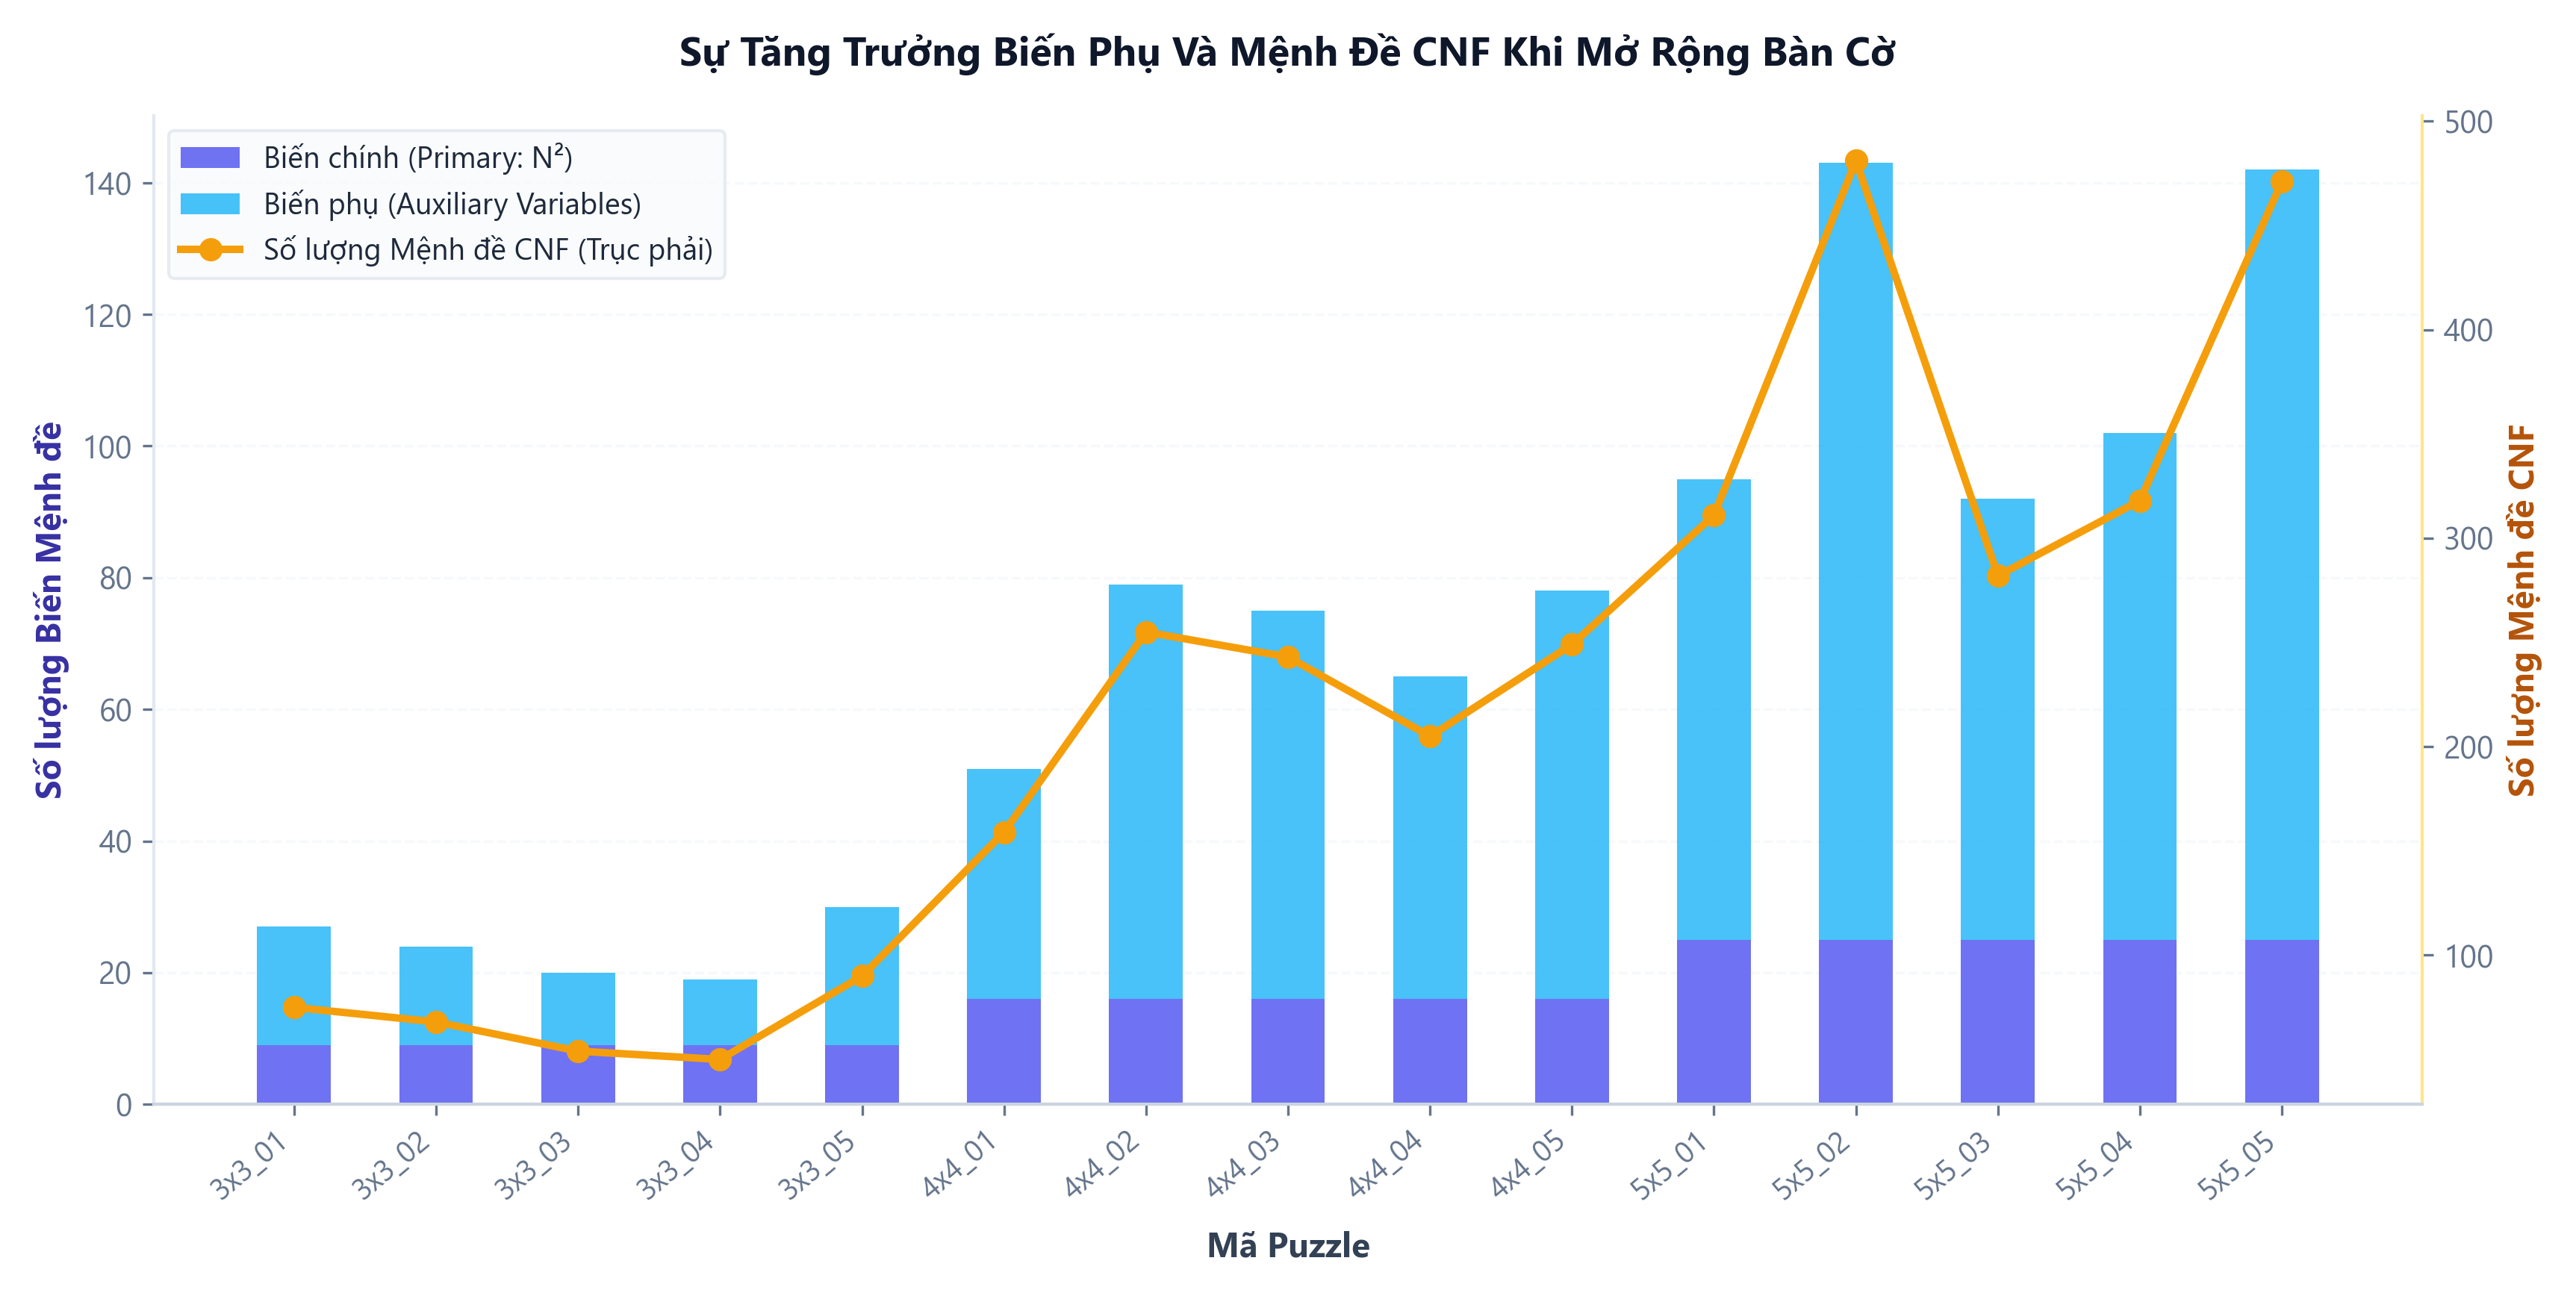 Sự Tăng Trưởng Biến Phụ Và Mệnh Đề CNF Khi Mở Rộng Bàn Cờ
Biến chính (Primary: N²)
Biến phụ (Auxiliary Variables)
Số lượng Mệnh đề CNF (Trục phải)
Số lượng Biến Mệnh đề
140
120
100
80
60
40
20
0
500
400
300
200
100
Số lượng Mệnh đề CNF
3x3_01
3x3_02
3x3_03
3x3_04
3x3_05
4x4_01
4x4_02
4x4_03
4x4_04
4x4_05
5x5_01
5x5_02
5x5_03
5x5_04
5x5_05
Mã Puzzle